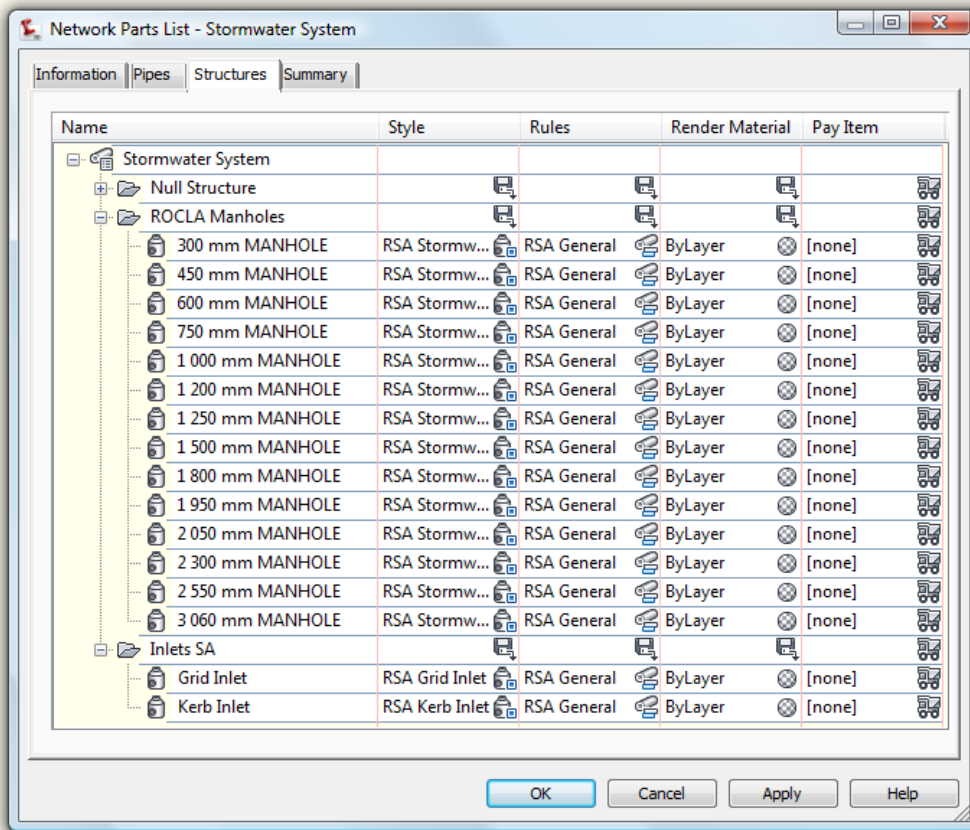 Network Parts List - Stormwater System
Information Pipes Structures Summary
Name Style Rules Render Material Pay Item
Stormwater System
Null Structure
ROCLA Manholes
300 mm MANHOLE RSA Stormw... RSA General ByLayer [none]
450 mm MANHOLE RSA Stormw... RSA General ByLayer [none]
600 mm MANHOLE RSA Stormw... RSA General ByLayer [none]
750 mm MANHOLE RSA Stormw... RSA General ByLayer [none]
1 000 mm MANHOLE RSA Stormw... RSA General ByLayer [none]
1 200 mm MANHOLE RSA Stormw... RSA General ByLayer [none]
1 250 mm MANHOLE RSA Stormw... RSA General ByLayer [none]
1 500 mm MANHOLE RSA Stormw... RSA General ByLayer [none]
1 800 mm MANHOLE RSA Stormw... RSA General ByLayer [none]
1 950 mm MANHOLE RSA Stormw... RSA General ByLayer [none]
2 050 mm MANHOLE RSA Stormw... RSA General ByLayer [none]
2 300 mm MANHOLE RSA Stormw... RSA General ByLayer [none]
2 550 mm MANHOLE RSA Stormw... RSA General ByLayer [none]
3 060 mm MANHOLE RSA Stormw... RSA General ByLayer [none]
Inlets SA
Grid Inlet RSA Grid Inlet RSA General ByLayer [none]
Kerb Inlet RSA Kerb Inlet RSA General ByLayer [none]
OK Cancel Apply Help